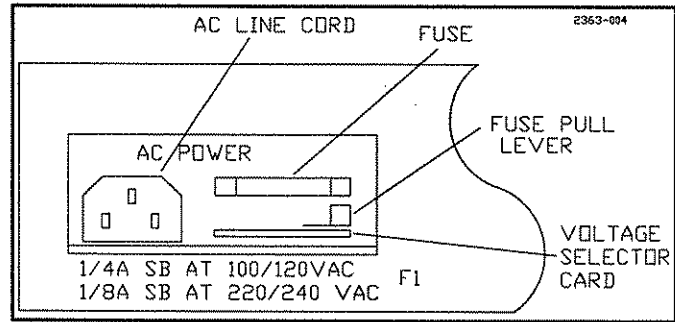 AC LINE CORD
FUSE
2363-004
FUSE PULL
LEVER
AC POWER
VOLTAGE
SELECTOR
CARD
1/4A SB AT 100/120VAC
1/8A SB AT 220/240 VAC
F1